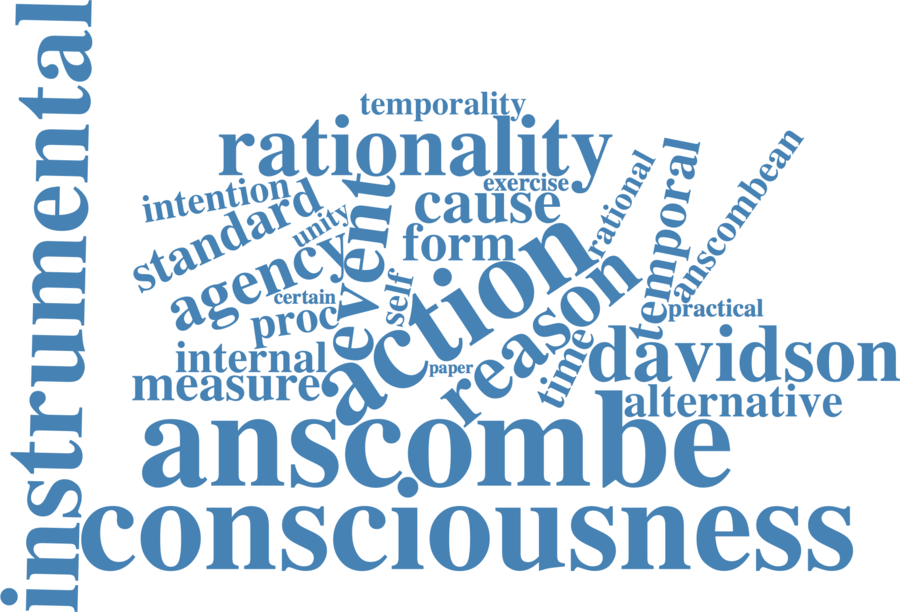 instrumental
temporality
rationality
exercise
intention
standard
unity
cause
rational
temporal
anscombean
agency
event
form
action
certain
self
reason
proc
practical
internal
paper
time
davidson
measure
alternative
anscombe
consciousness